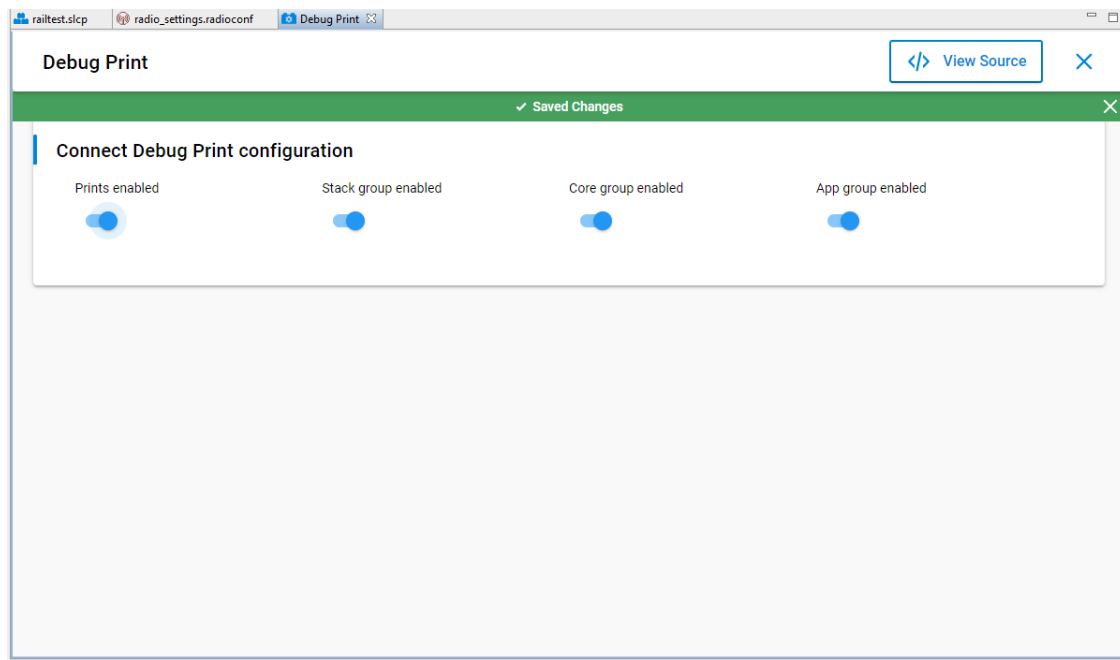 railtest.slcp radio_settings.radioconf Debug Print
Debug Print
View Source
Saved Changes
Connect Debug Print configuration
Prints enabled Stack group enabled Core group enabled App group enabled